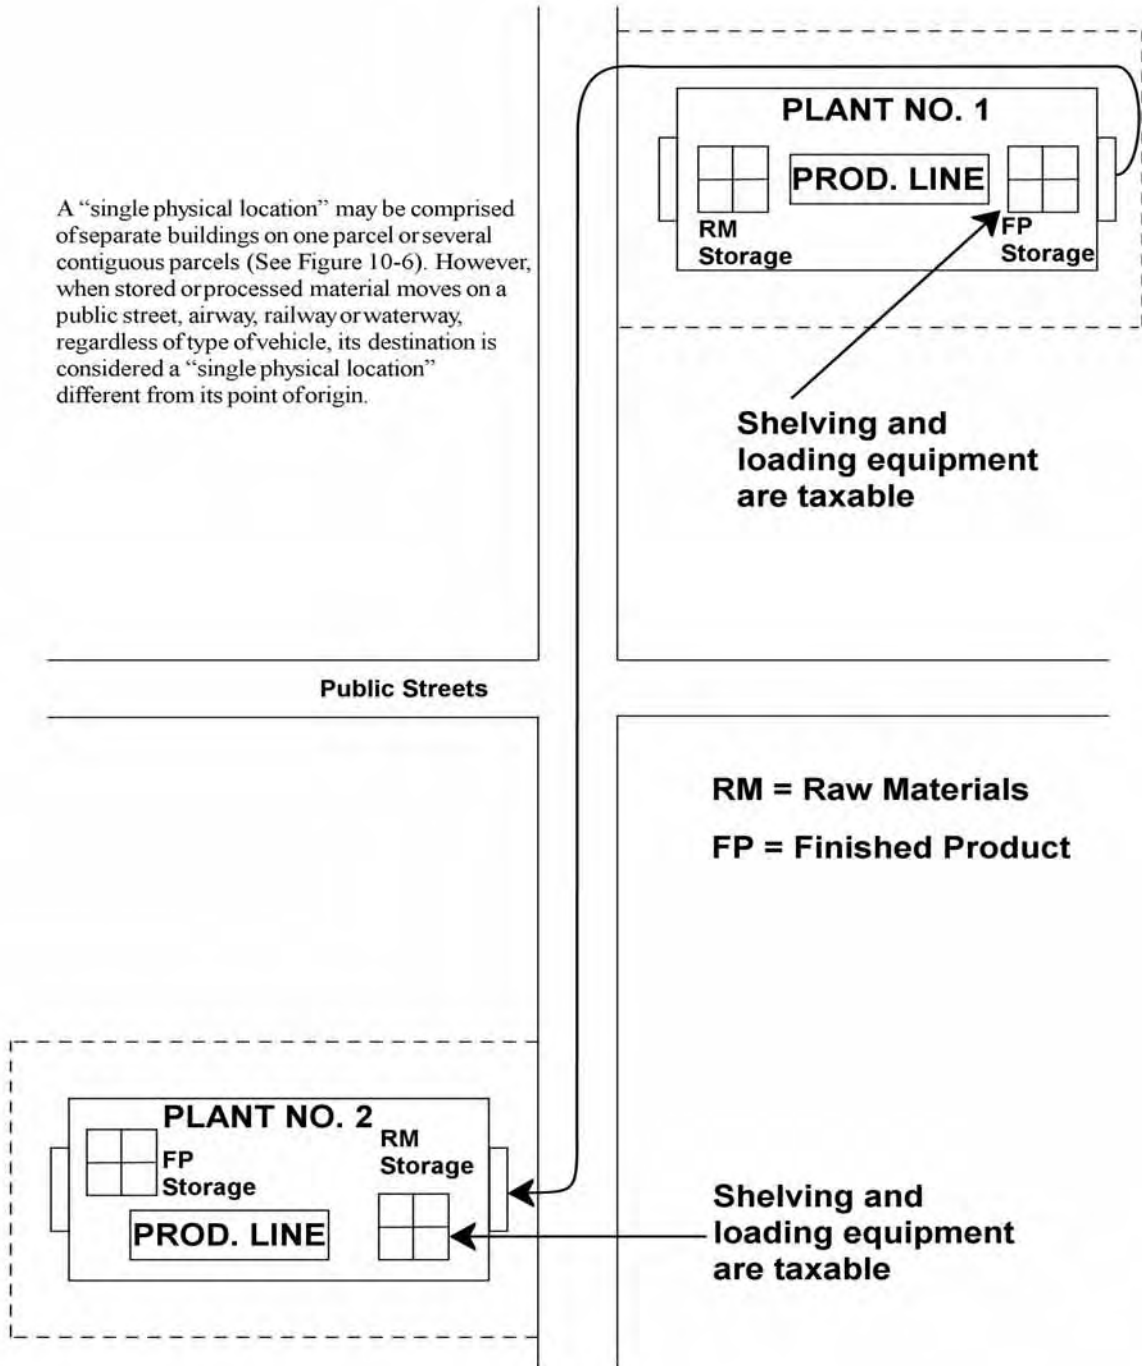 A “single physical location” may be comprised
of separate buildings on one parcel or several
contiguous parcels (See Figure 10-6). However,
when stored or processed material moves on a
public street, airway, railway or waterway,
regardless of type of vehicle, its destination is
considered a “single physical location”
different from its point of origin.
PLANT NO. 1
PROD. LINE
RM
Storage
FP
Storage
Shelving and
loading equipment
are taxable
Public Streets
RM = Raw Materials
FP = Finished Product
PLANT NO. 2
FP
Storage
RM
Storage
PROD. LINE
Shelving and
loading equipment
are taxable